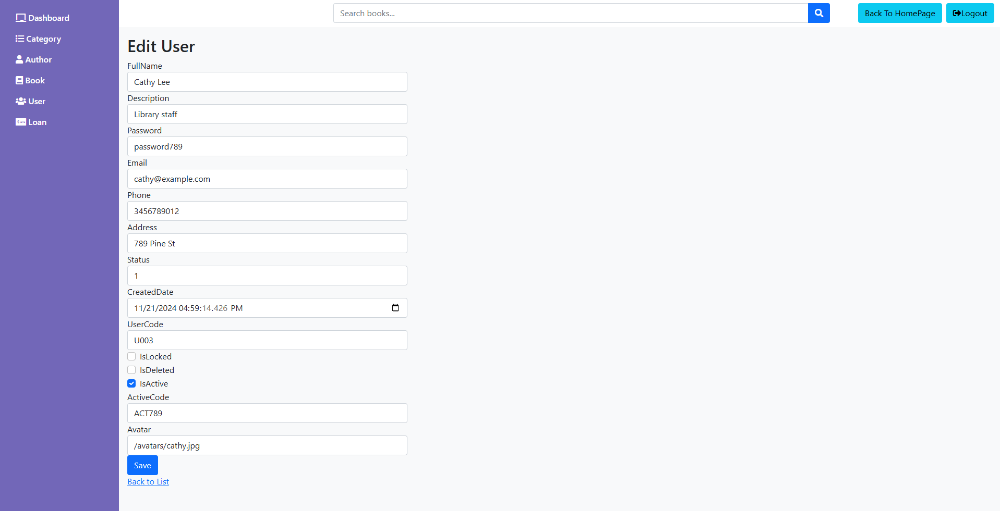 Dashboard
Category
Author
Book
User
Loan
Search books...
Back To HomePage
Logout
Edit User
FullName
Cathy Lee
Description
Library staff
Password
password789
Email
cathy@example.com
Phone
3456789012
Address
789 Pine St
Status
1
CreatedDate
11/21/2024 04:59:14.426 PM
UserCode
U003
IsLocked
IsDeleted
IsActive
ActiveCode
ACT789
Avatar
/avatars/cathy.jpg
Save
Back to List